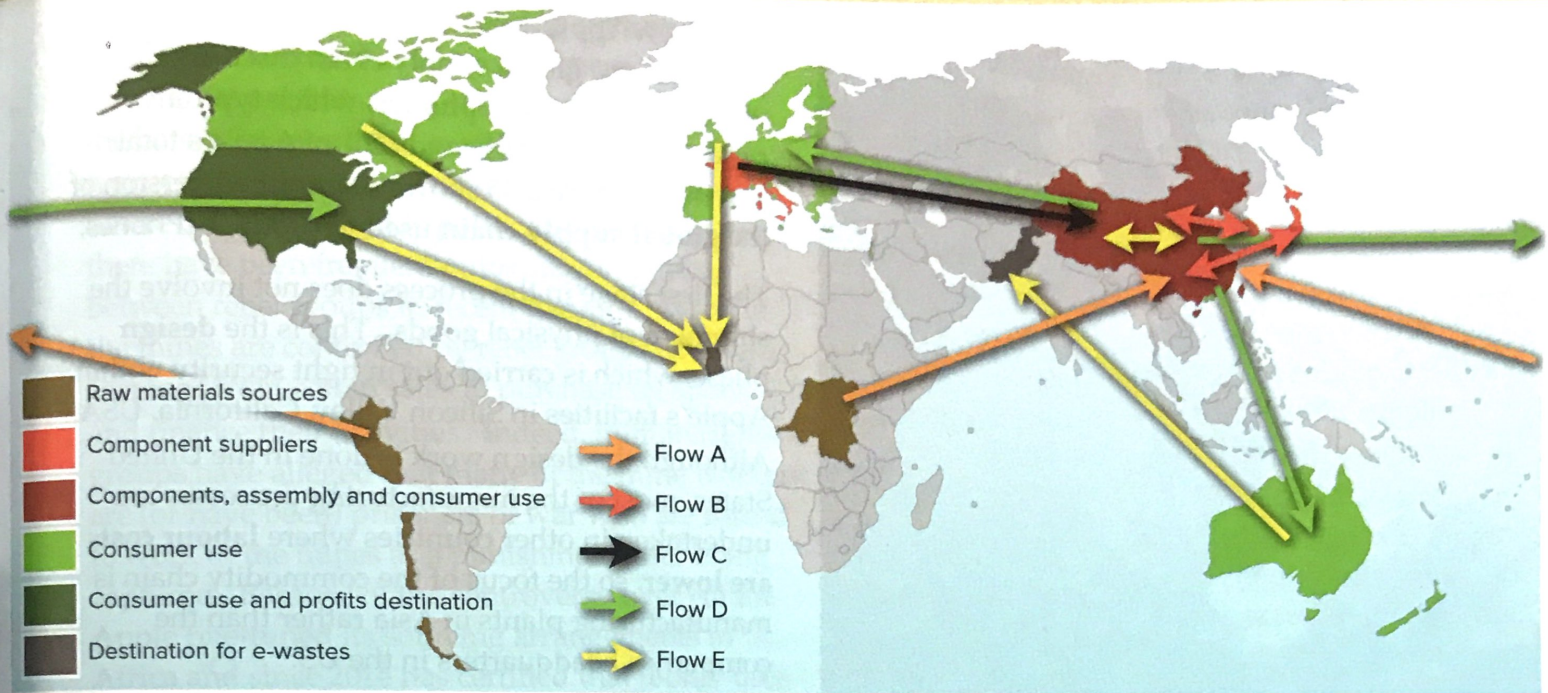 Raw materials sources
Component suppliers
Components, assembly and consumer use
Consumer use
Consumer use and profits destination
Destination for e-wastes
Flow A
Flow B
Flow C
Flow D
Flow E